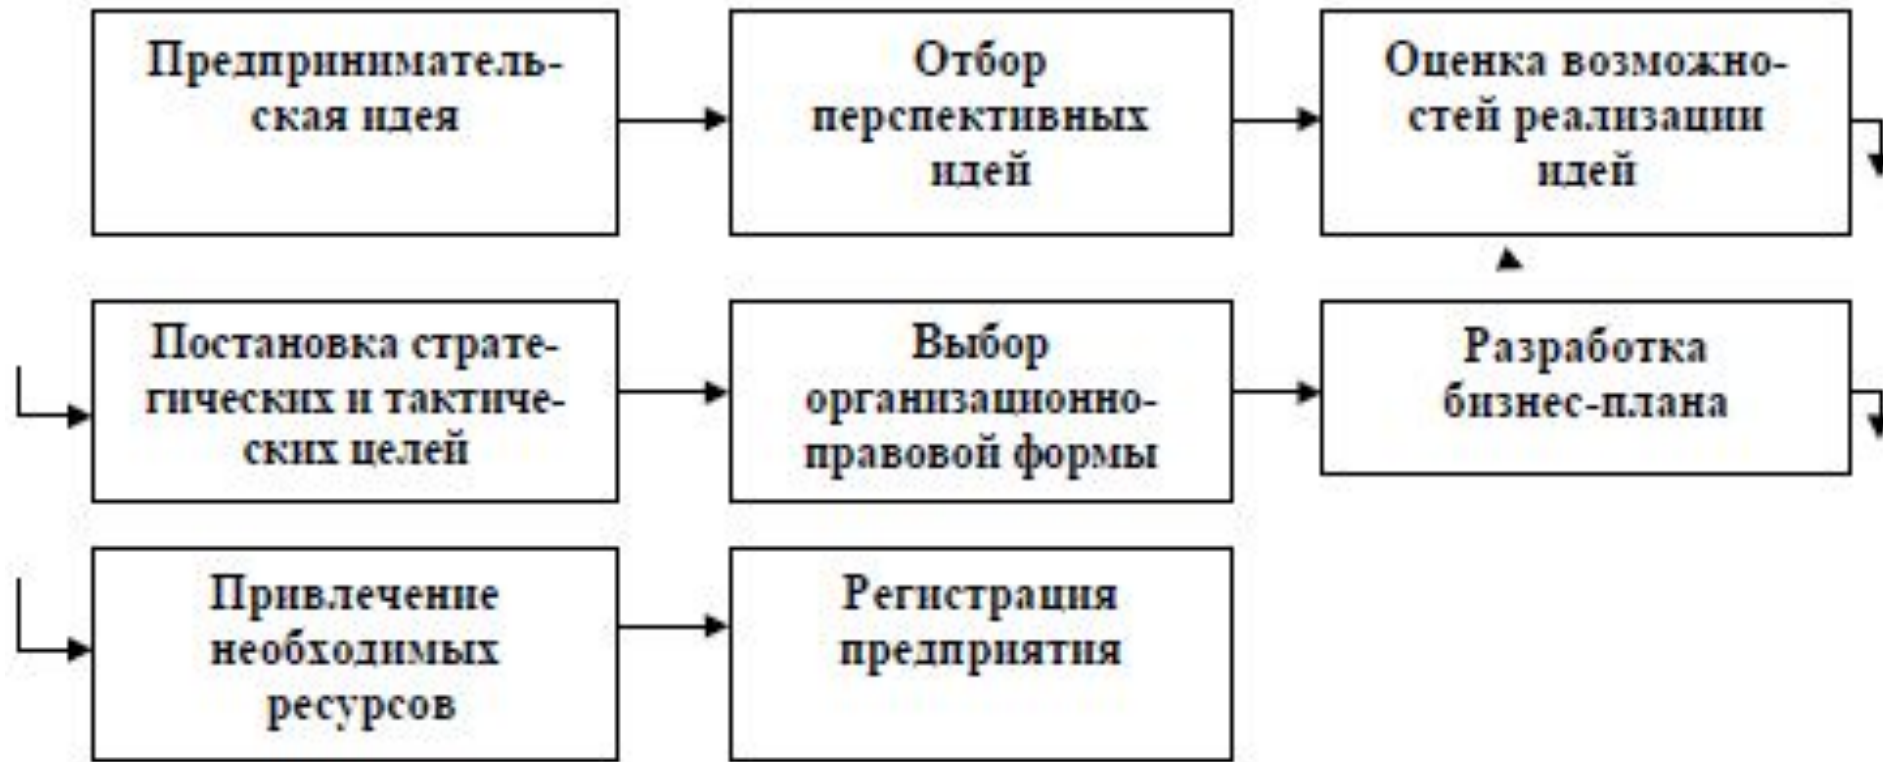 Предприниматель-
ская идея
Отбор
перспективных
идей
Оценка возможно-
стей реализации
идей
Постановка страте-
гических и тактиче-
ских целей
Выбор
организационно-
правовой формы
Разработка
бизнес-плана
Привлечение
необходимых
ресурсов
Регистрация
предприятия